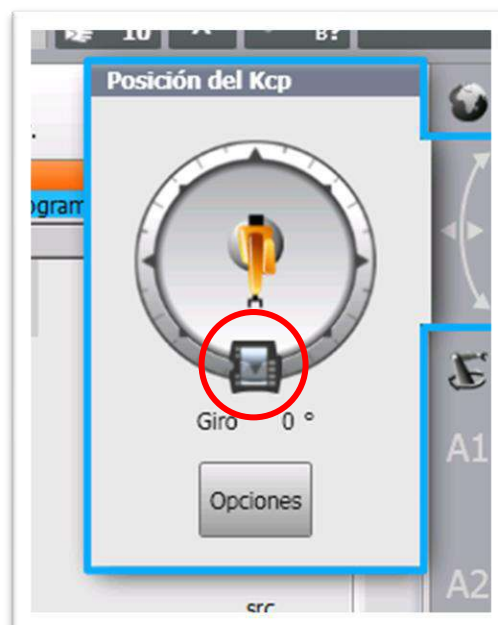 10
B?
Posición del Kcp
.
ogram
Giro 0 °
A1
Opciones
A2
src